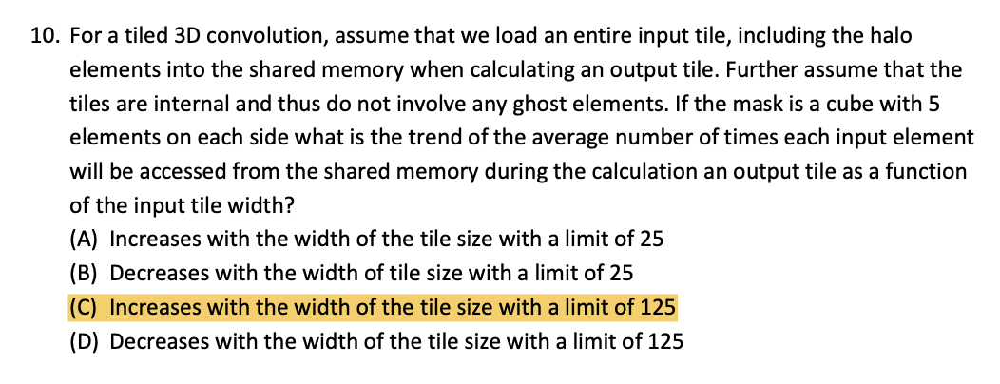 10. For a tiled 3D convolution, assume that we load an entire input tile, including the halo
elements into the shared memory when calculating an output tile. Further assume that the
tiles are internal and thus do not involve any ghost elements. If the mask is a cube with 5
elements on each side what is the trend of the average number of times each input element
will be accessed from the shared memory during the calculation an output tile as a function
of the input tile width?
(A) Increases with the width of the tile size with a limit of 25
(B) Decreases with the width of tile size with a limit of 25
(C) Increases with the width of the tile size with a limit of 125
(D) Decreases with the width of the tile size with a limit of 125